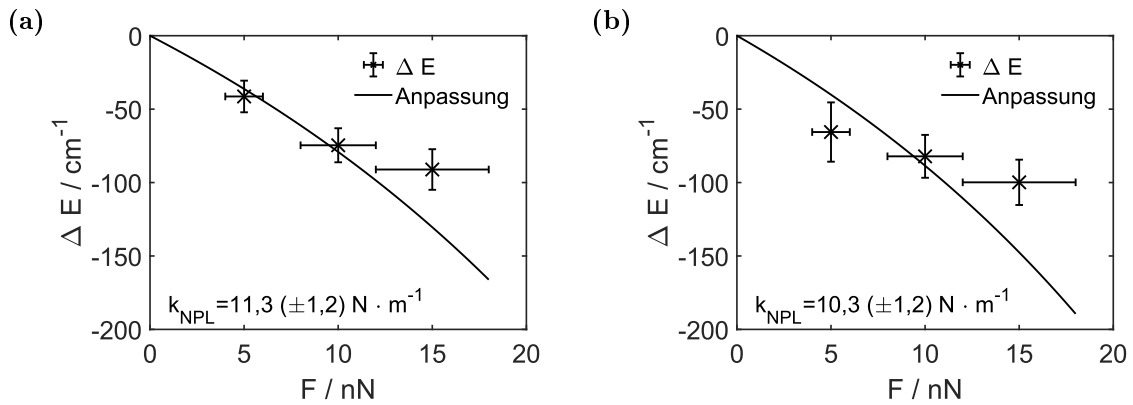 (a)
0
-50
-100
-150
-200
Δ E / cm-1
Δ E
Anpassung
kNPL=11,3 (±1,2) N · m-1
0 5 10 15 20
F / nN
(b)
0
-50
-100
-150
-200
Δ E / cm-1
Δ E
Anpassung
kNPL=10,3 (±1,2) N · m-1
0 5 10 15 20
F / nN